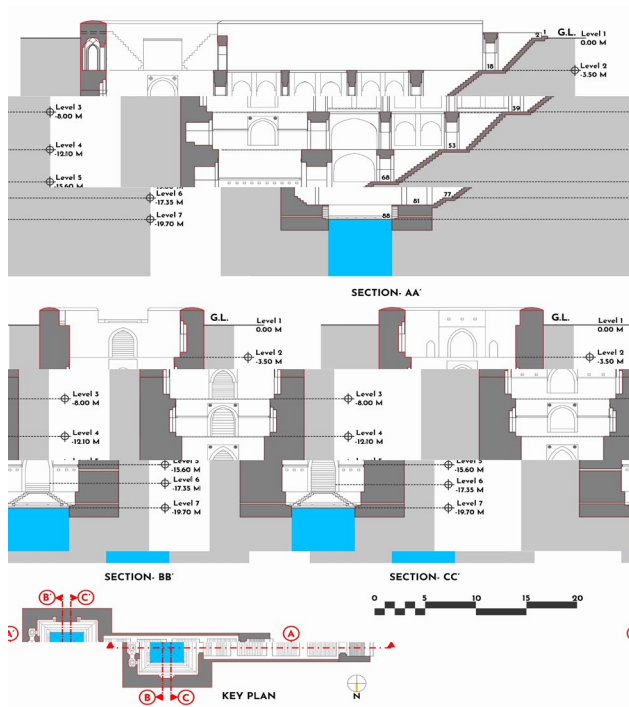 G.L.
Level 1
0.00 M
2
1
18
Level 2
-3.50 M
Level 3
-8.00 M
39
Level 4
-12.10 M
53
Level 5
-15.60 M
68
Level 6
-17.35 M
77
81
Level 7
-19.70 M
88
SECTION- AA'
G.L.
Level 1
0.00 M
G.L.
Level 1
0.00 M
Level 2
-3.50 M
Level 2
-3.50 M
Level 3
-8.00 M
Level 3
-8.00 M
Level 4
-12.10 M
Level 4
-12.10 M
-15.60 M
-15.60 M
Level 6
-17.35 M
Level 6
-17.35 M
Level 7
-19.70 M
Level 7
-19.70 M
SECTION- BB'
SECTION- CC'
B'
C'
0 5 10 15 20
A'
A
B
C
KEY PLAN
N